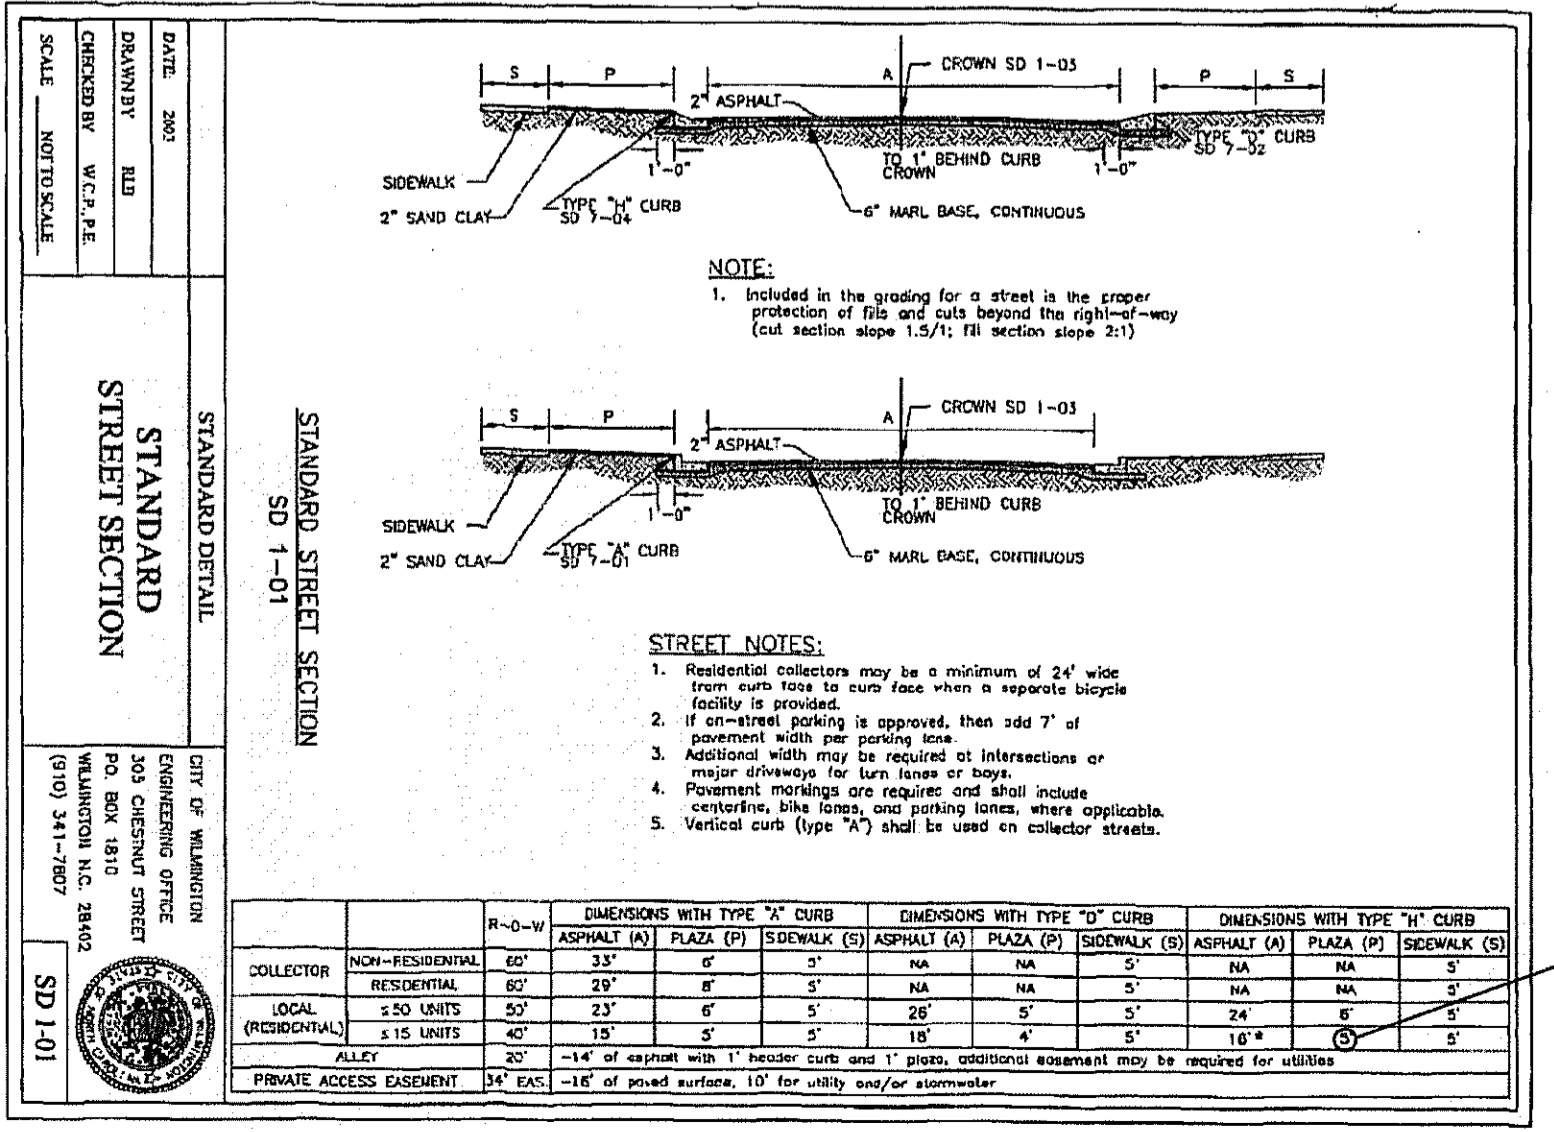 S
P
A
CROWN SD 1-03
P
S
2" ASPHALT
TYPE "D" CURB
SD 7-02
TO 1' BEHIND CURB
CROWN
1'-0"
1'-0"
SIDEWALK
TYPE "H" CURB
SD 7-04
2" SAND CLAY
6" MARL BASE, CONTINUOUS
NOTE:
1. Included in the grading for a street is the proper
protection of fills and cuts beyond the right-of-way
(cut section slope 1.5/1; fill section slope 2:1)
S
P
A
CROWN SD 1-03
2" ASPHALT
TO 1' BEHIND CURB
CROWN
1'-0"
SIDEWALK
TYPE "A" CURB
SD 7-01
2" SAND CLAY
6" MARL BASE, CONTINUOUS
STREET NOTES:
1. Residential collectors may be a minimum of 24' wide
from curb face to curb face when a separate bicycle
facility is provided.
2. If on-street parking is approved, then add 7' of
pavement width per parking lane.
3. Additional width may be required at intersections or
major driveways for turn lanes or bays.
4. Pavement markings are required and shall include
centerline, bike lanes, and parking lanes, where applicable.
5. Vertical curb (type "A") shall be used on collector streets.
R-O-W DIMENSIONS WITH TYPE "A" CURB DIMENSIONS WITH TYPE "D" CURB DIMENSIONS WITH TYPE "H" CURB
ASPHALT (A) PLAZA (P) SIDEWALK (S) ASPHALT (A) PLAZA (P) SIDEWALK (S) ASPHALT (A) PLAZA (P) SIDEWALK (S)
COLLECTOR NON-RESIDENTIAL 60' 33' 6' 5' NA NA 5' NA NA 5'
RESIDENTIAL 60' 29' 8' 5' NA NA 5' NA NA 5'
LOCAL (RESIDENTIAL) ≤50 UNITS 50' 23' 6' 5' 26' 5' 5' 24' 6' 5'
≤15 UNITS 40' 15' 5' 5' 18' 4' 5' 16'* 5' 5'
ALLEY 20' -14' of asphalt with 1' header curb and 1' plaza, additional easement may be required for utilities
PRIVATE ACCESS EASEMENT 34' EAS. -16' of paved surface, 10' for utility and/or stormwater
STANDARD STREET SECTION
SD 1-01
STANDARD DETAIL
STANDARD
STREET SECTION
DATE: 2003
DRAWN BY RLB
CHECKED BY W.C.P., P.E.
SCALE NOT TO SCALE
CITY OF WILMINGTON
ENGINEERING OFFICE
305 CHESTNUT STREET
PO. BOX 1810
WILMINGTON N.C. 28402
(910) 341-7807
SD 1-01